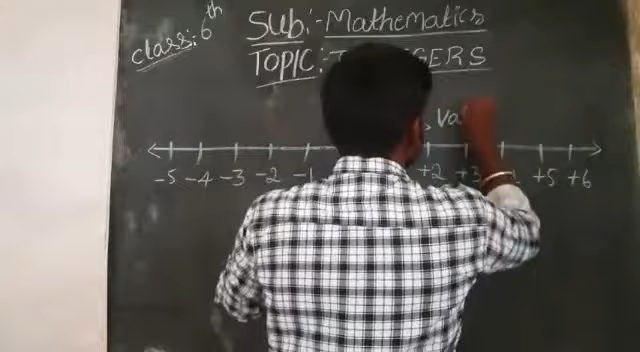 class: 6th
Sub:- Mathematics
TOPIC:-
-5 -4 -3 -2 -1 +2 +3 +5 +6